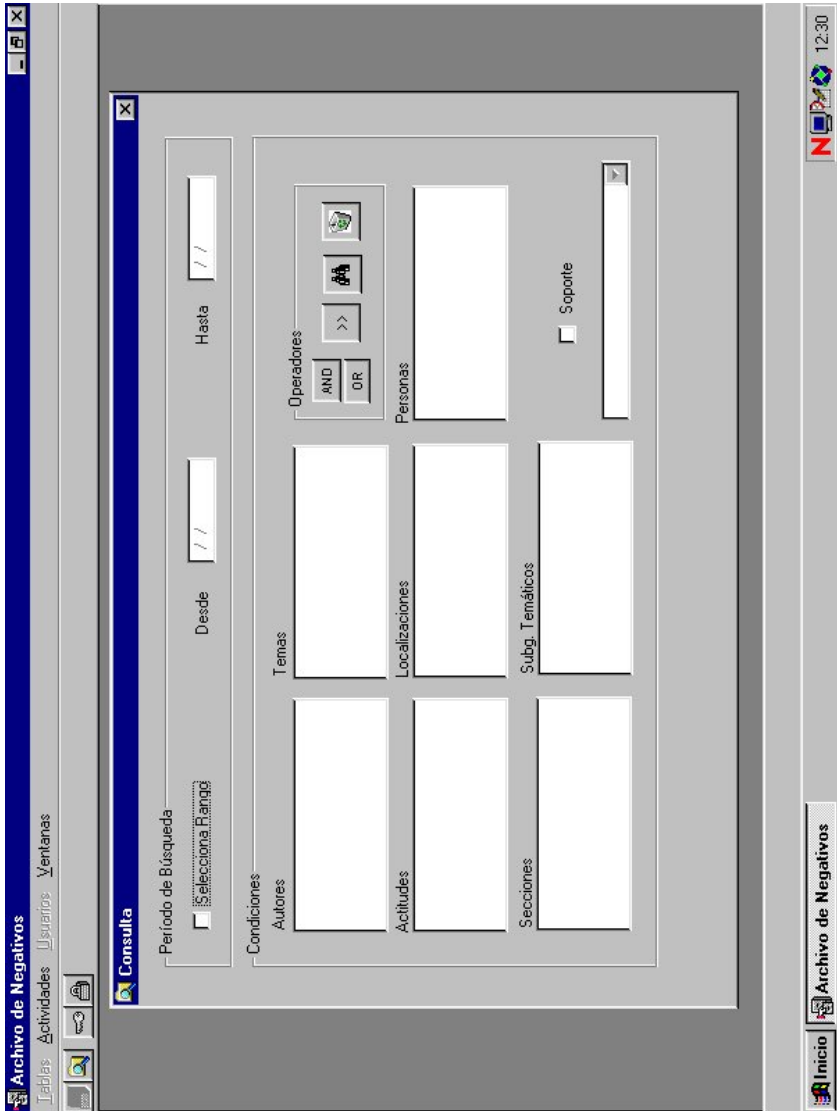 Archivo de Negativos
Tablas Actividades Usuarios Ventanas
Consulta
Período de Búsqueda
Selecciona Rango
Desde / /
Hasta / /
Condiciones
Autores
Temas
Operadores
AND
OR
>>
Actitudes
Localizaciones
Personas
Secciones
Subg. Temáticos
Soporte
Inicio
Archivo de Negativos
N
12:30